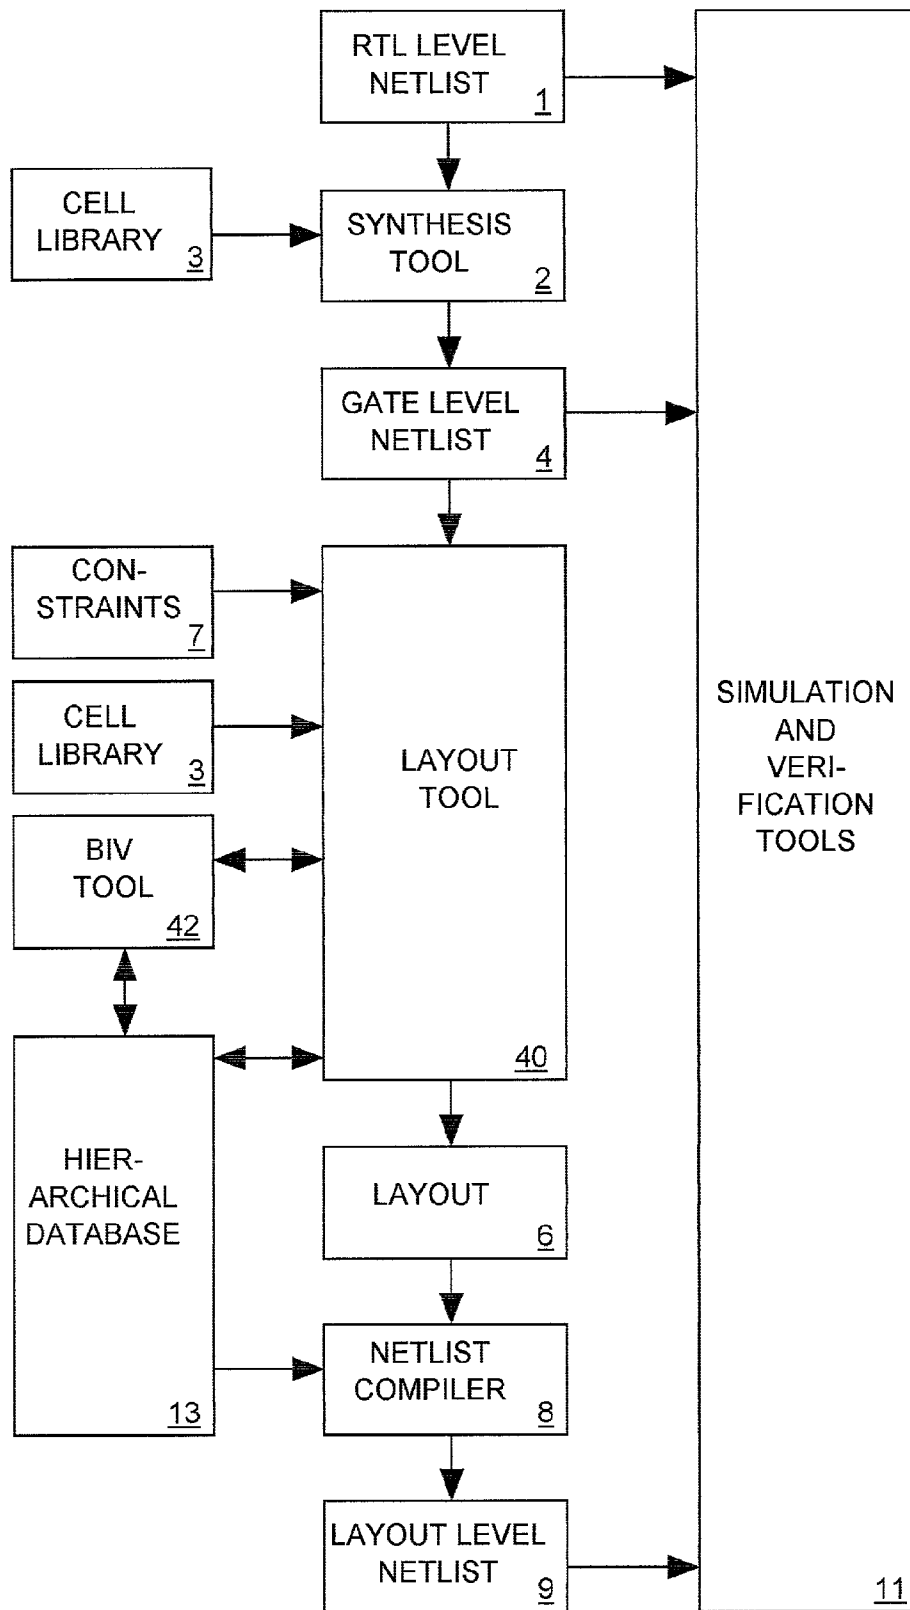 RTL LEVEL
NETLIST
1
CELL
LIBRARY
3
SYNTHESIS
TOOL
2
GATE LEVEL
NETLIST
4
CON-
STRAINTS
7
CELL
LIBRARY
3
LAYOUT
TOOL
40
SIMULATION
AND
VERI-
FICATION
TOOLS
11
BIV
TOOL
42
HIER-
ARCHICAL
DATABASE
13
LAYOUT
6
NETLIST
COMPILER
8
LAYOUT LEVEL
NETLIST
9